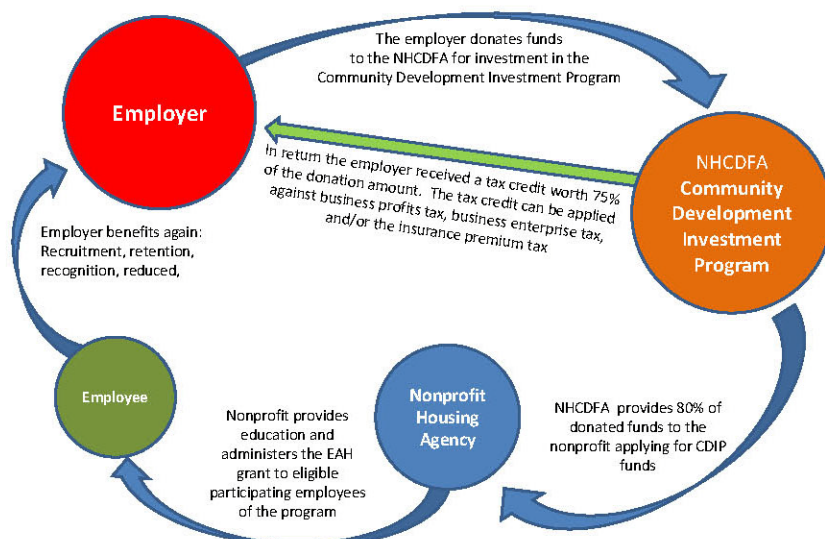 The employer donates funds
to the NHCDFA for investment in the
Community Development Investment Program
Employer
In return the employer received a tax credit worth 75%
of the donation amount. The tax credit can be applied
against business profits tax, business enterprise tax,
and/or the insurance premium tax
NHCDFA
Community
Development
Investment
Program
Employer benefits again:
Recruitment, retention,
recognition, reduced,
Employee
Nonprofit provides
education and
administers the EAH
grant to eligible
participating employees
of the program
Nonprofit
Housing
Agency
NHCDFA provides 80% of
donated funds to the
nonprofit applying for CDIP
funds